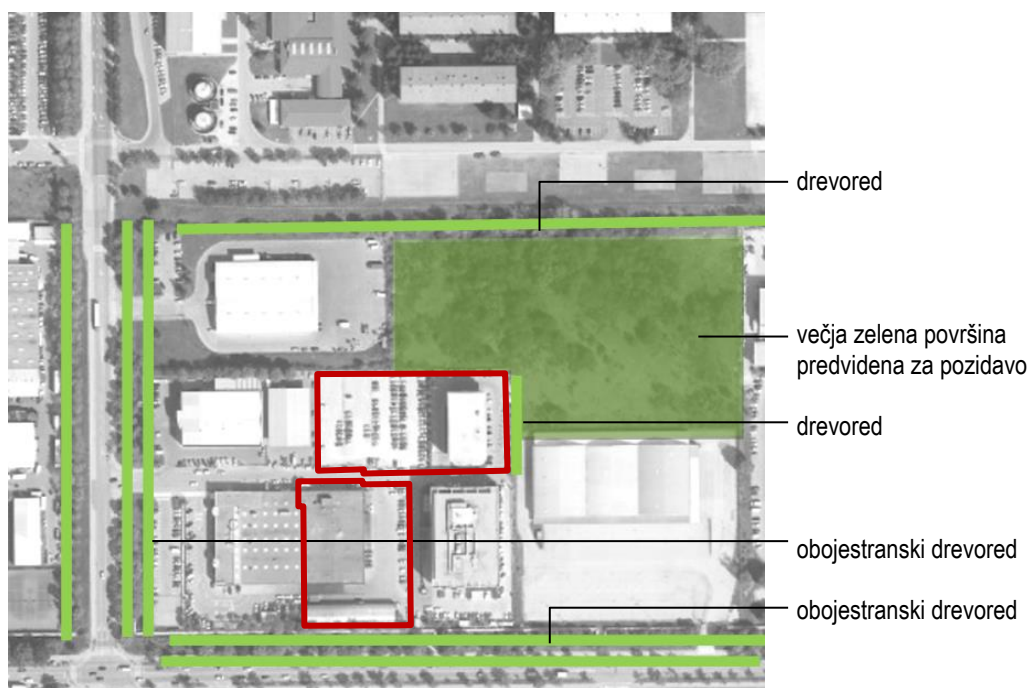 drevored
večja zelena površina
predvidena za pozidavo
drevored
obojestranski drevored
obojestranski drevored